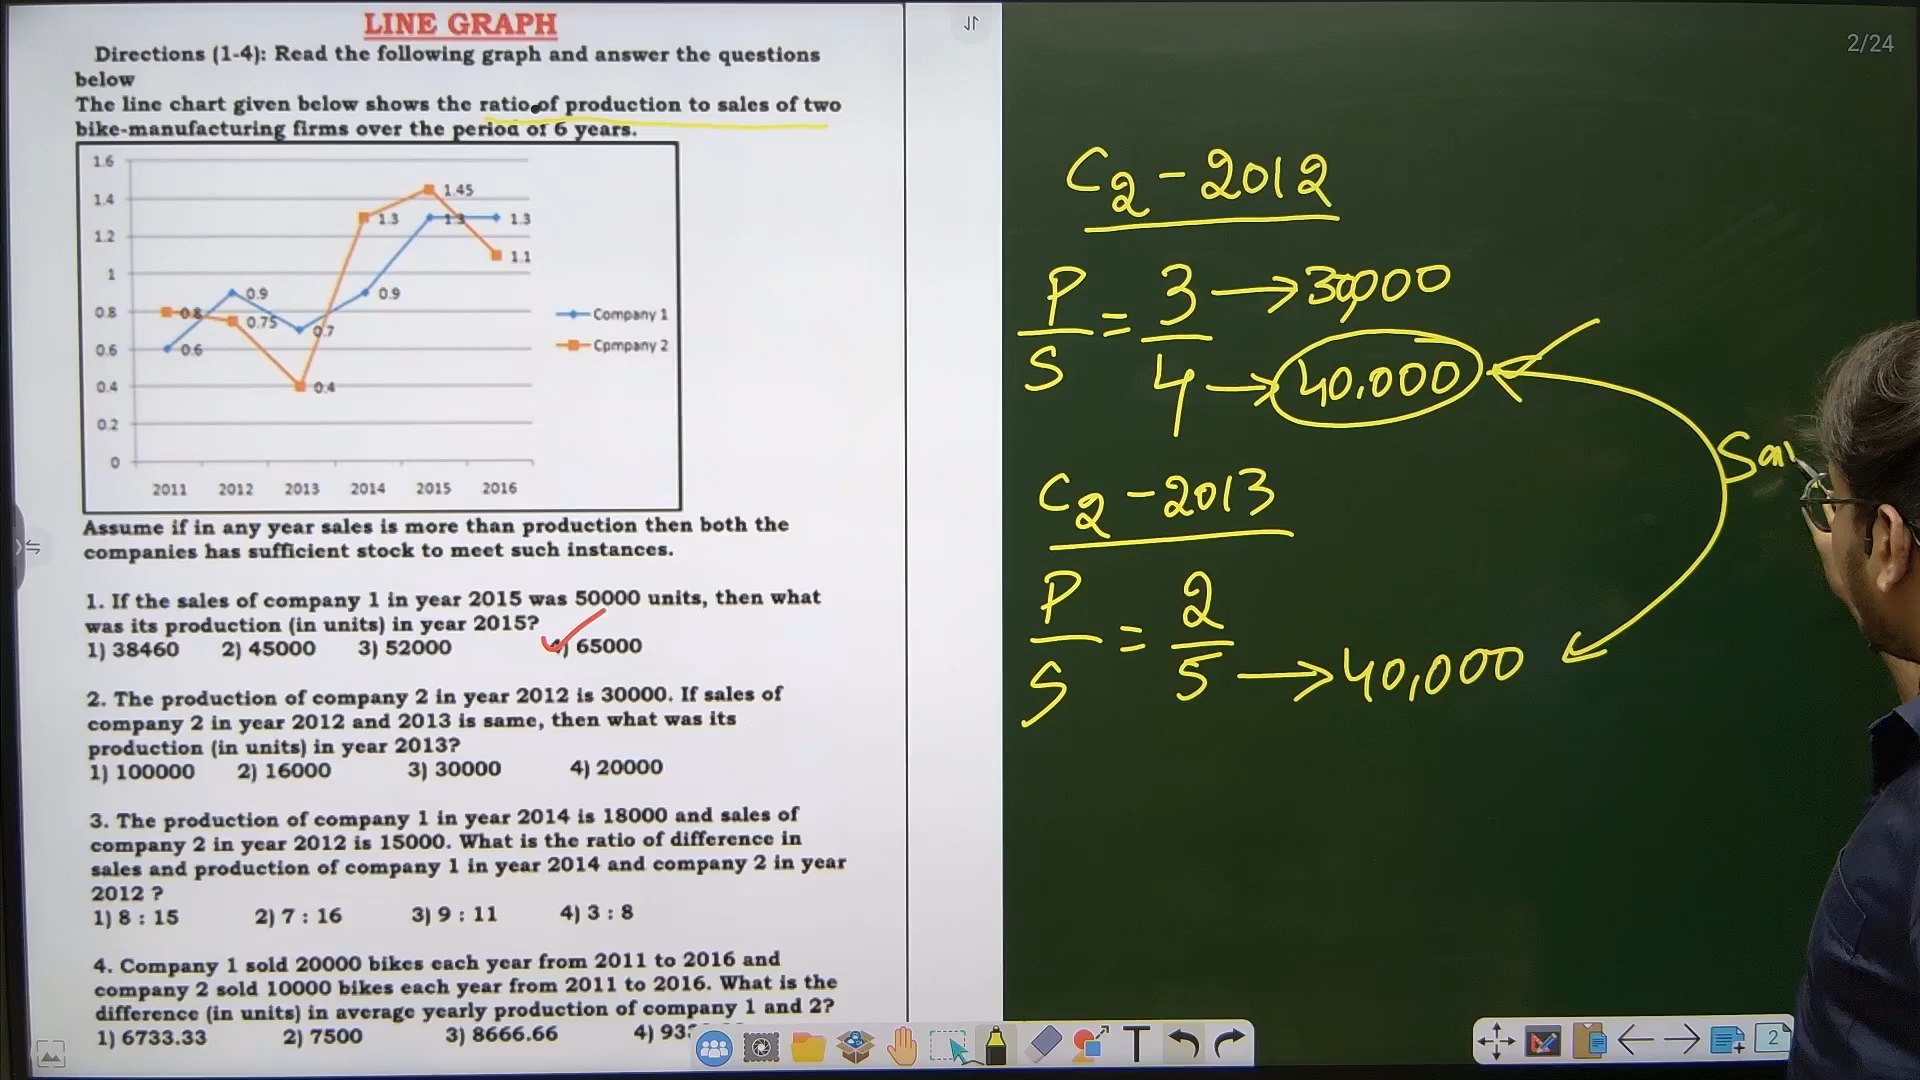 LINE GRAPH
Directions (1-4): Read the following graph and answer the questions
below
The line chart given below shows the ratio of production to sales of two
bike-manufacturing firms over the period of 6 years.
1.6
1.4
1.2
1
0.8
0.6
0.4
0.2
0
0.8
0.6
0.9
0.75
0.7
0.4
1.3
0.9
1.45
1.3
1.3
1.1
2011 2012 2013 2014 2015 2016
Company 1
Cpmpany 2
Assume if in any year sales is more than production then both the
companies has sufficient stock to meet such instances.
1. If the sales of company 1 in year 2015 was 50000 units, then what
was its production (in units) in year 2015?
1) 38460 2) 45000 3) 52000 4) 65000
2. The production of company 2 in year 2012 is 30000. If sales of
company 2 in year 2012 and 2013 is same, then what was its
production (in units) in year 2013?
1) 100000 2) 16000 3) 30000 4) 20000
3. The production of company 1 in year 2014 is 18000 and sales of
company 2 in year 2012 is 15000. What is the ratio of difference in
sales and production of company 1 in year 2014 and company 2 in year
2012 ?
1) 8 : 15 2) 7 : 16 3) 9 : 11 4) 3 : 8
4. Company 1 sold 20000 bikes each year from 2011 to 2016 and
company 2 sold 10000 bikes each year from 2011 to 2016. What is the
difference (in units) in average yearly production of company 1 and 2?
1) 6733.33 2) 7500 3) 8666.66 4)
2/24
C2 - 2012
P/S = 3/4
3 → 30,000
4 → 40,000
C2 - 2013
P/S = 2/5
5 → 40,000
T
2